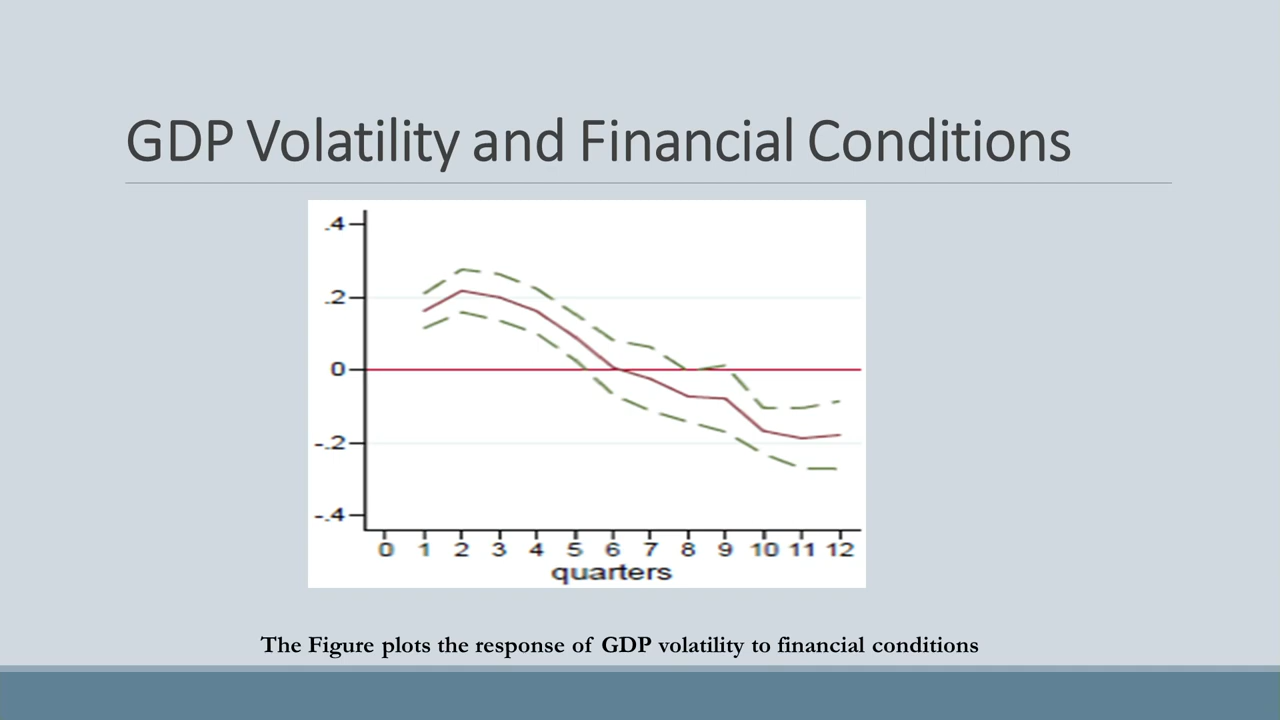 GDP Volatility and Financial Conditions
.4
.2
0
-.2
-.4
0 1 2 3 4 5 6 7 8 9 10 11 12
quarters
The Figure plots the response of GDP volatility to financial conditions